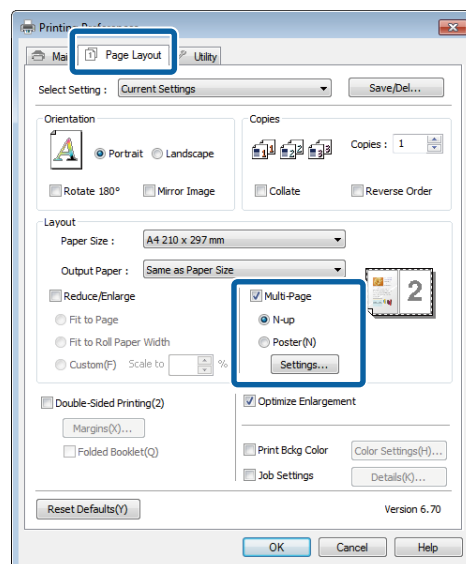 Printing Preferences
Mai
Page Layout
Utility
Select Setting : Current Settings
Save/Del...
Orientation
Portrait
Landscape
Rotate 180°
Mirror Image
Copies
Copies : 1
Collate
Reverse Order
Layout
Paper Size : A4 210 x 297 mm
Output Paper : Same as Paper Size
Reduce/Enlarge
Fit to Page
Fit to Roll Paper Width
Custom(F) Scale to %
Multi-Page
N-up
Poster(N)
Settings...
2
Double-Sided Printing(2)
Margins(X)...
Folded Booklet(Q)
Optimize Enlargement
Print Bckg Color
Color Settings(H)...
Job Settings
Details(K)...
Reset Defaults(Y)
Version 6.70
OK
Cancel
Help